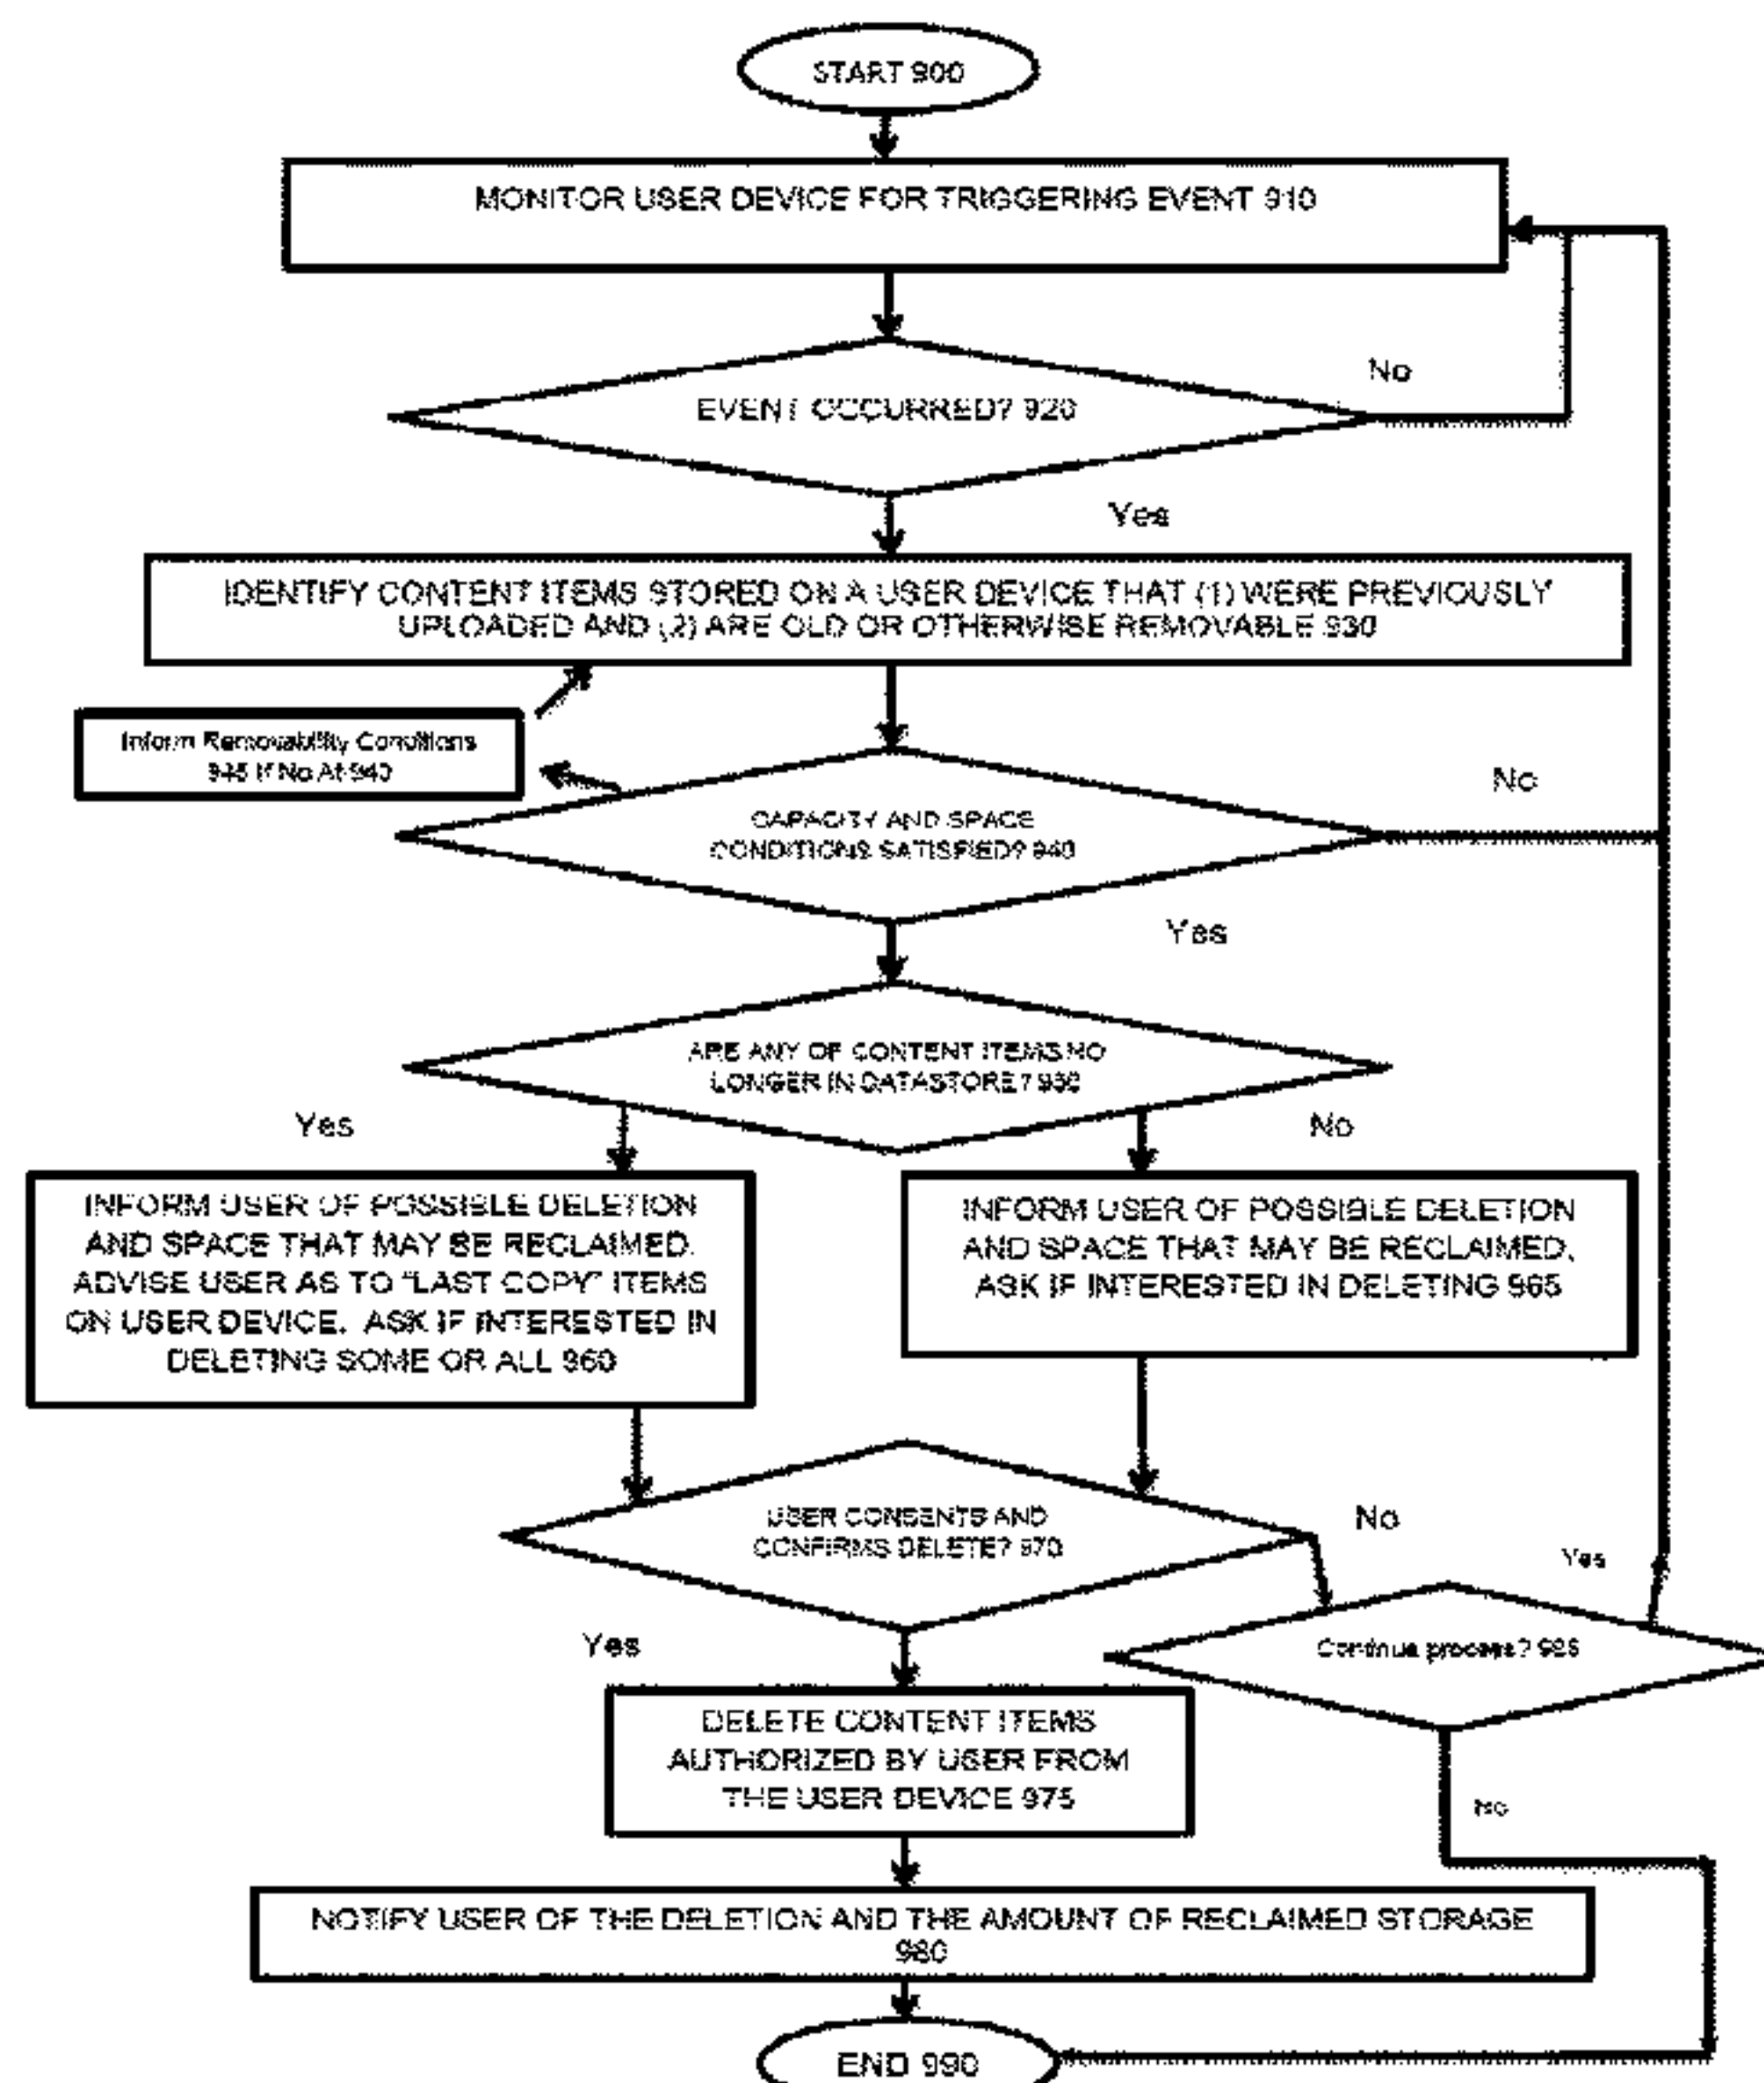 START 900
MONITOR USER DEVICE FOR TRIGGERING EVENT 910
No
EVENT OCCURRED? 920
Yes
IDENTIFY CONTENT ITEMS STORED ON A USER DEVICE THAT (1) WERE PREVIOUSLY
UPLOADED AND (2) ARE OLD OR OTHERWISE REMOVABLE 930
Inform Removability Conditions
945 If No At 940
No
CAPACITY AND SPACE
CONDITIONS SATISFIED? 940
Yes
ARE ANY OF CONTENT ITEMS NO
LONGER IN DATASTORE?
Yes
No
INFORM USER OF POSSIBLE DELETION
AND SPACE THAT MAY BE RECLAIMED.
ADVISE USER AS TO "LAST COPY" ITEMS
ON USER DEVICE. ASK IF INTERESTED IN
DELETING SOME OR ALL 960
INFORM USER OF POSSIBLE DELETION
AND SPACE THAT MAY BE RECLAIMED,
ASK IF INTERESTED IN DELETING 965
USER CONSENTS AND
CONFIRMS DELETE? 970
No
Yes
Yes
Continue process? 985
DELETE CONTENT ITEMS
AUTHORIZED BY USER FROM
THE USER DEVICE 975
No
NOTIFY USER OF THE DELETION AND THE AMOUNT OF RECLAIMED STORAGE
980
END 990